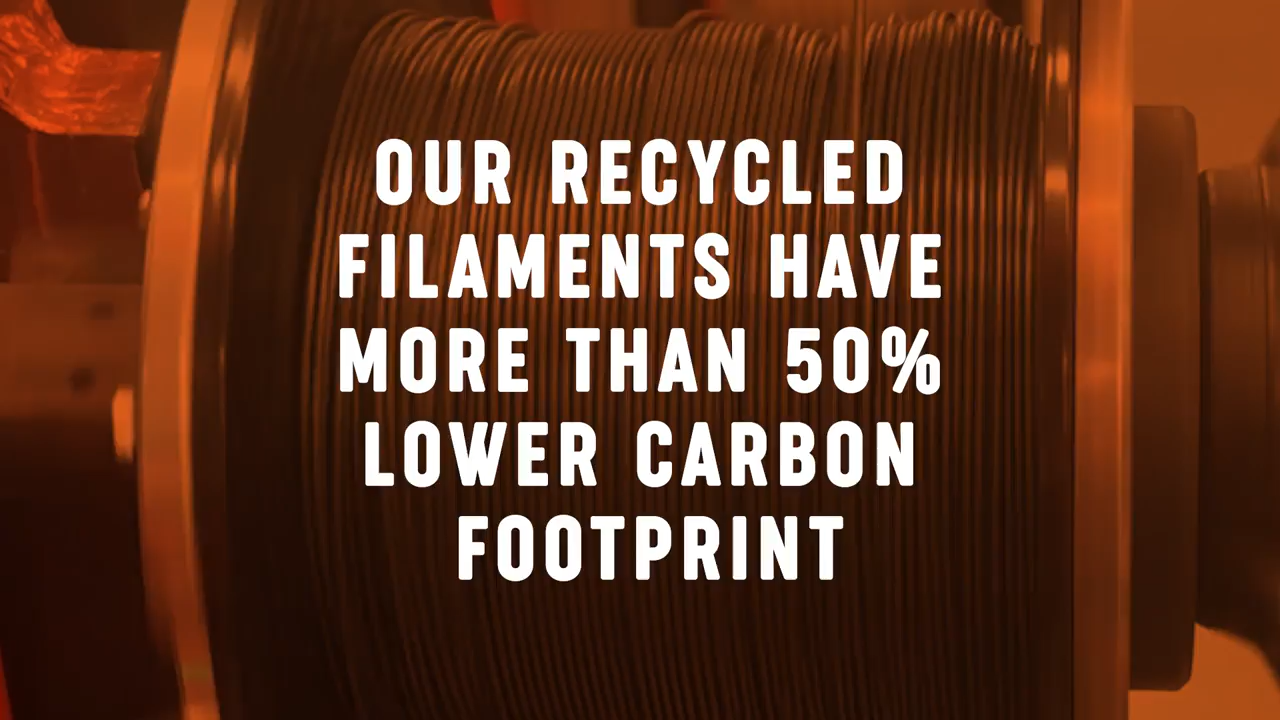 OUR RECYCLED
FILAMENTS HAVE
MORE THAN 50%
LOWER CARBON
FOOTPRINT